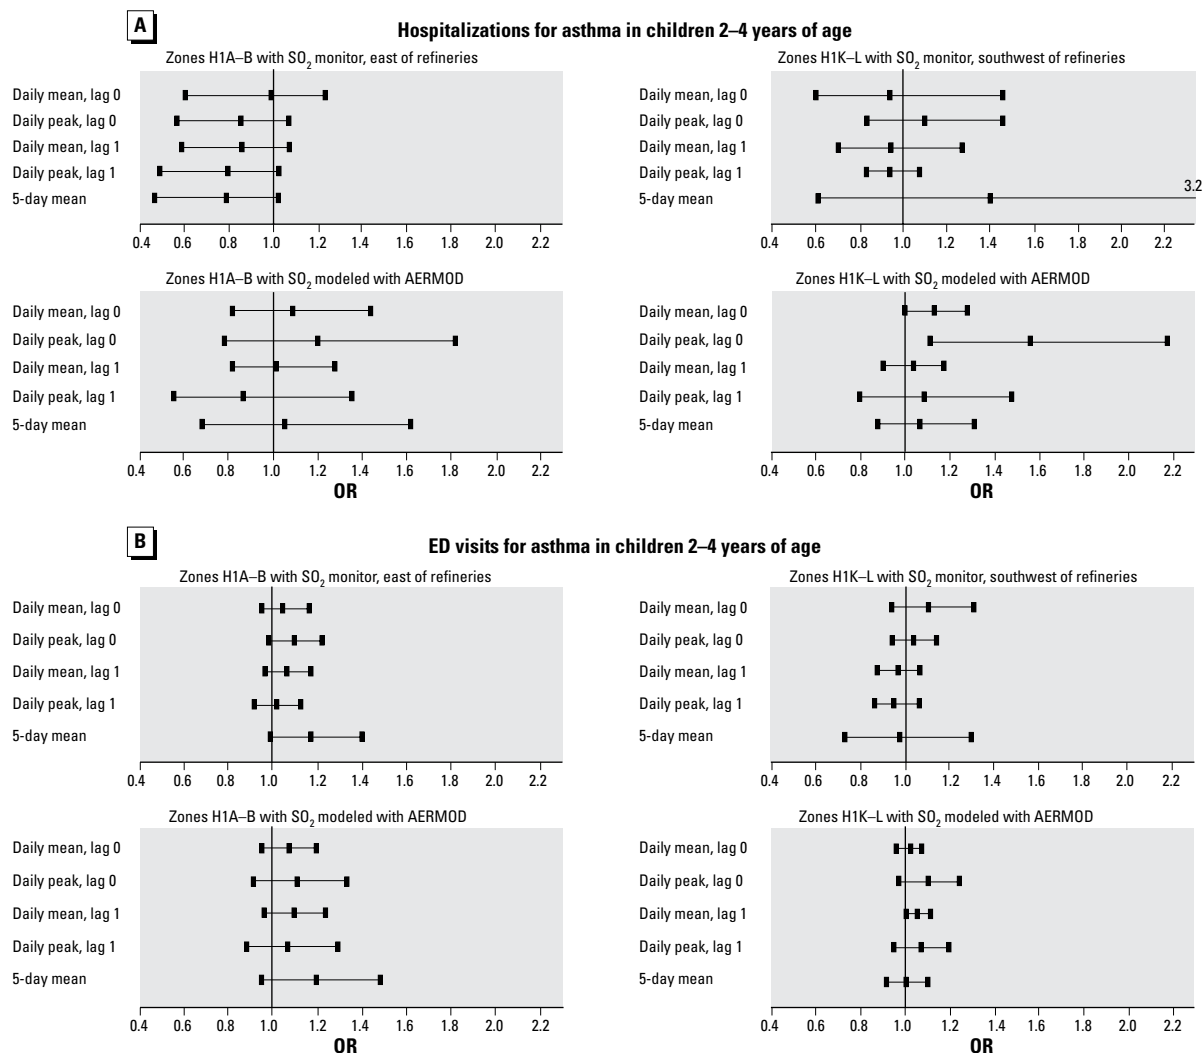 A
Hospitalizations for asthma in children 2–4 years of age
Zones H1A–B with SO2 monitor, east of refineries
Daily mean, lag 0
Daily peak, lag 0
Daily mean, lag 1
Daily peak, lag 1
5-day mean
0.4 0.6 0.8 1.0 1.2 1.4 1.6 1.8 2.0 2.2
Zones H1K–L with SO2 monitor, southwest of refineries
Daily mean, lag 0
Daily peak, lag 0
Daily mean, lag 1
Daily peak, lag 1
3.2
5-day mean
0.4 0.6 0.8 1.0 1.2 1.4 1.6 1.8 2.0 2.2
Zones H1A–B with SO2 modeled with AERMOD
Daily mean, lag 0
Daily peak, lag 0
Daily mean, lag 1
Daily peak, lag 1
5-day mean
0.4 0.6 0.8 1.0 1.2 1.4 1.6 1.8 2.0 2.2
OR
Zones H1K–L with SO2 modeled with AERMOD
Daily mean, lag 0
Daily peak, lag 0
Daily mean, lag 1
Daily peak, lag 1
5-day mean
0.4 0.6 0.8 1.0 1.2 1.4 1.6 1.8 2.0 2.2
OR
B
ED visits for asthma in children 2–4 years of age
Zones H1A–B with SO2 monitor, east of refineries
Daily mean, lag 0
Daily peak, lag 0
Daily mean, lag 1
Daily peak, lag 1
5-day mean
0.4 0.6 0.8 1.0 1.2 1.4 1.6 1.8 2.0 2.2
Zones H1K–L with SO2 monitor, southwest of refineries
Daily mean, lag 0
Daily peak, lag 0
Daily mean, lag 1
Daily peak, lag 1
5-day mean
0.4 0.6 0.8 1.0 1.2 1.4 1.6 1.8 2.0 2.2
Zones H1A–B with SO2 modeled with AERMOD
Daily mean, lag 0
Daily peak, lag 0
Daily mean, lag 1
Daily peak, lag 1
5-day mean
0.4 0.6 0.8 1.0 1.2 1.4 1.6 1.8 2.0 2.2
OR
Zones H1K–L with SO2 modeled with AERMOD
Daily mean, lag 0
Daily peak, lag 0
Daily mean, lag 1
Daily peak, lag 1
5-day mean
0.4 0.6 0.8 1.0 1.2 1.4 1.6 1.8 2.0 2.2
OR